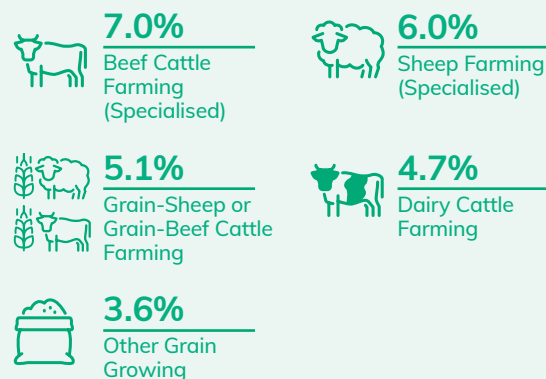 7.0%
Beef Cattle
Farming
(Specialised)
6.0%
Sheep Farming
(Specialised)
5.1%
Grain-Sheep or
Grain-Beef Cattle
Farming
4.7%
Dairy Cattle
Farming
3.6%
Other Grain
Growing